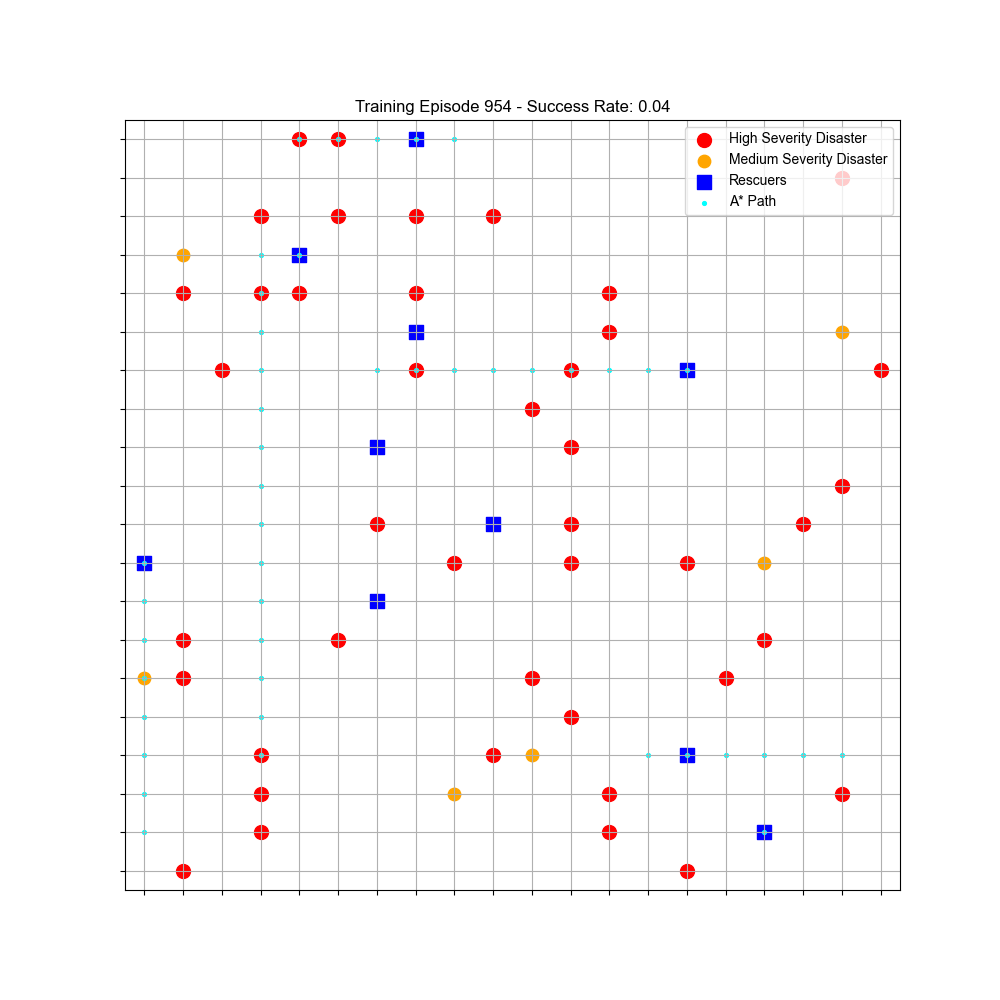 Training Episode 954 - Success Rate: 0.04
High Severity Disaster
Medium Severity Disaster
Rescuers
A* Path